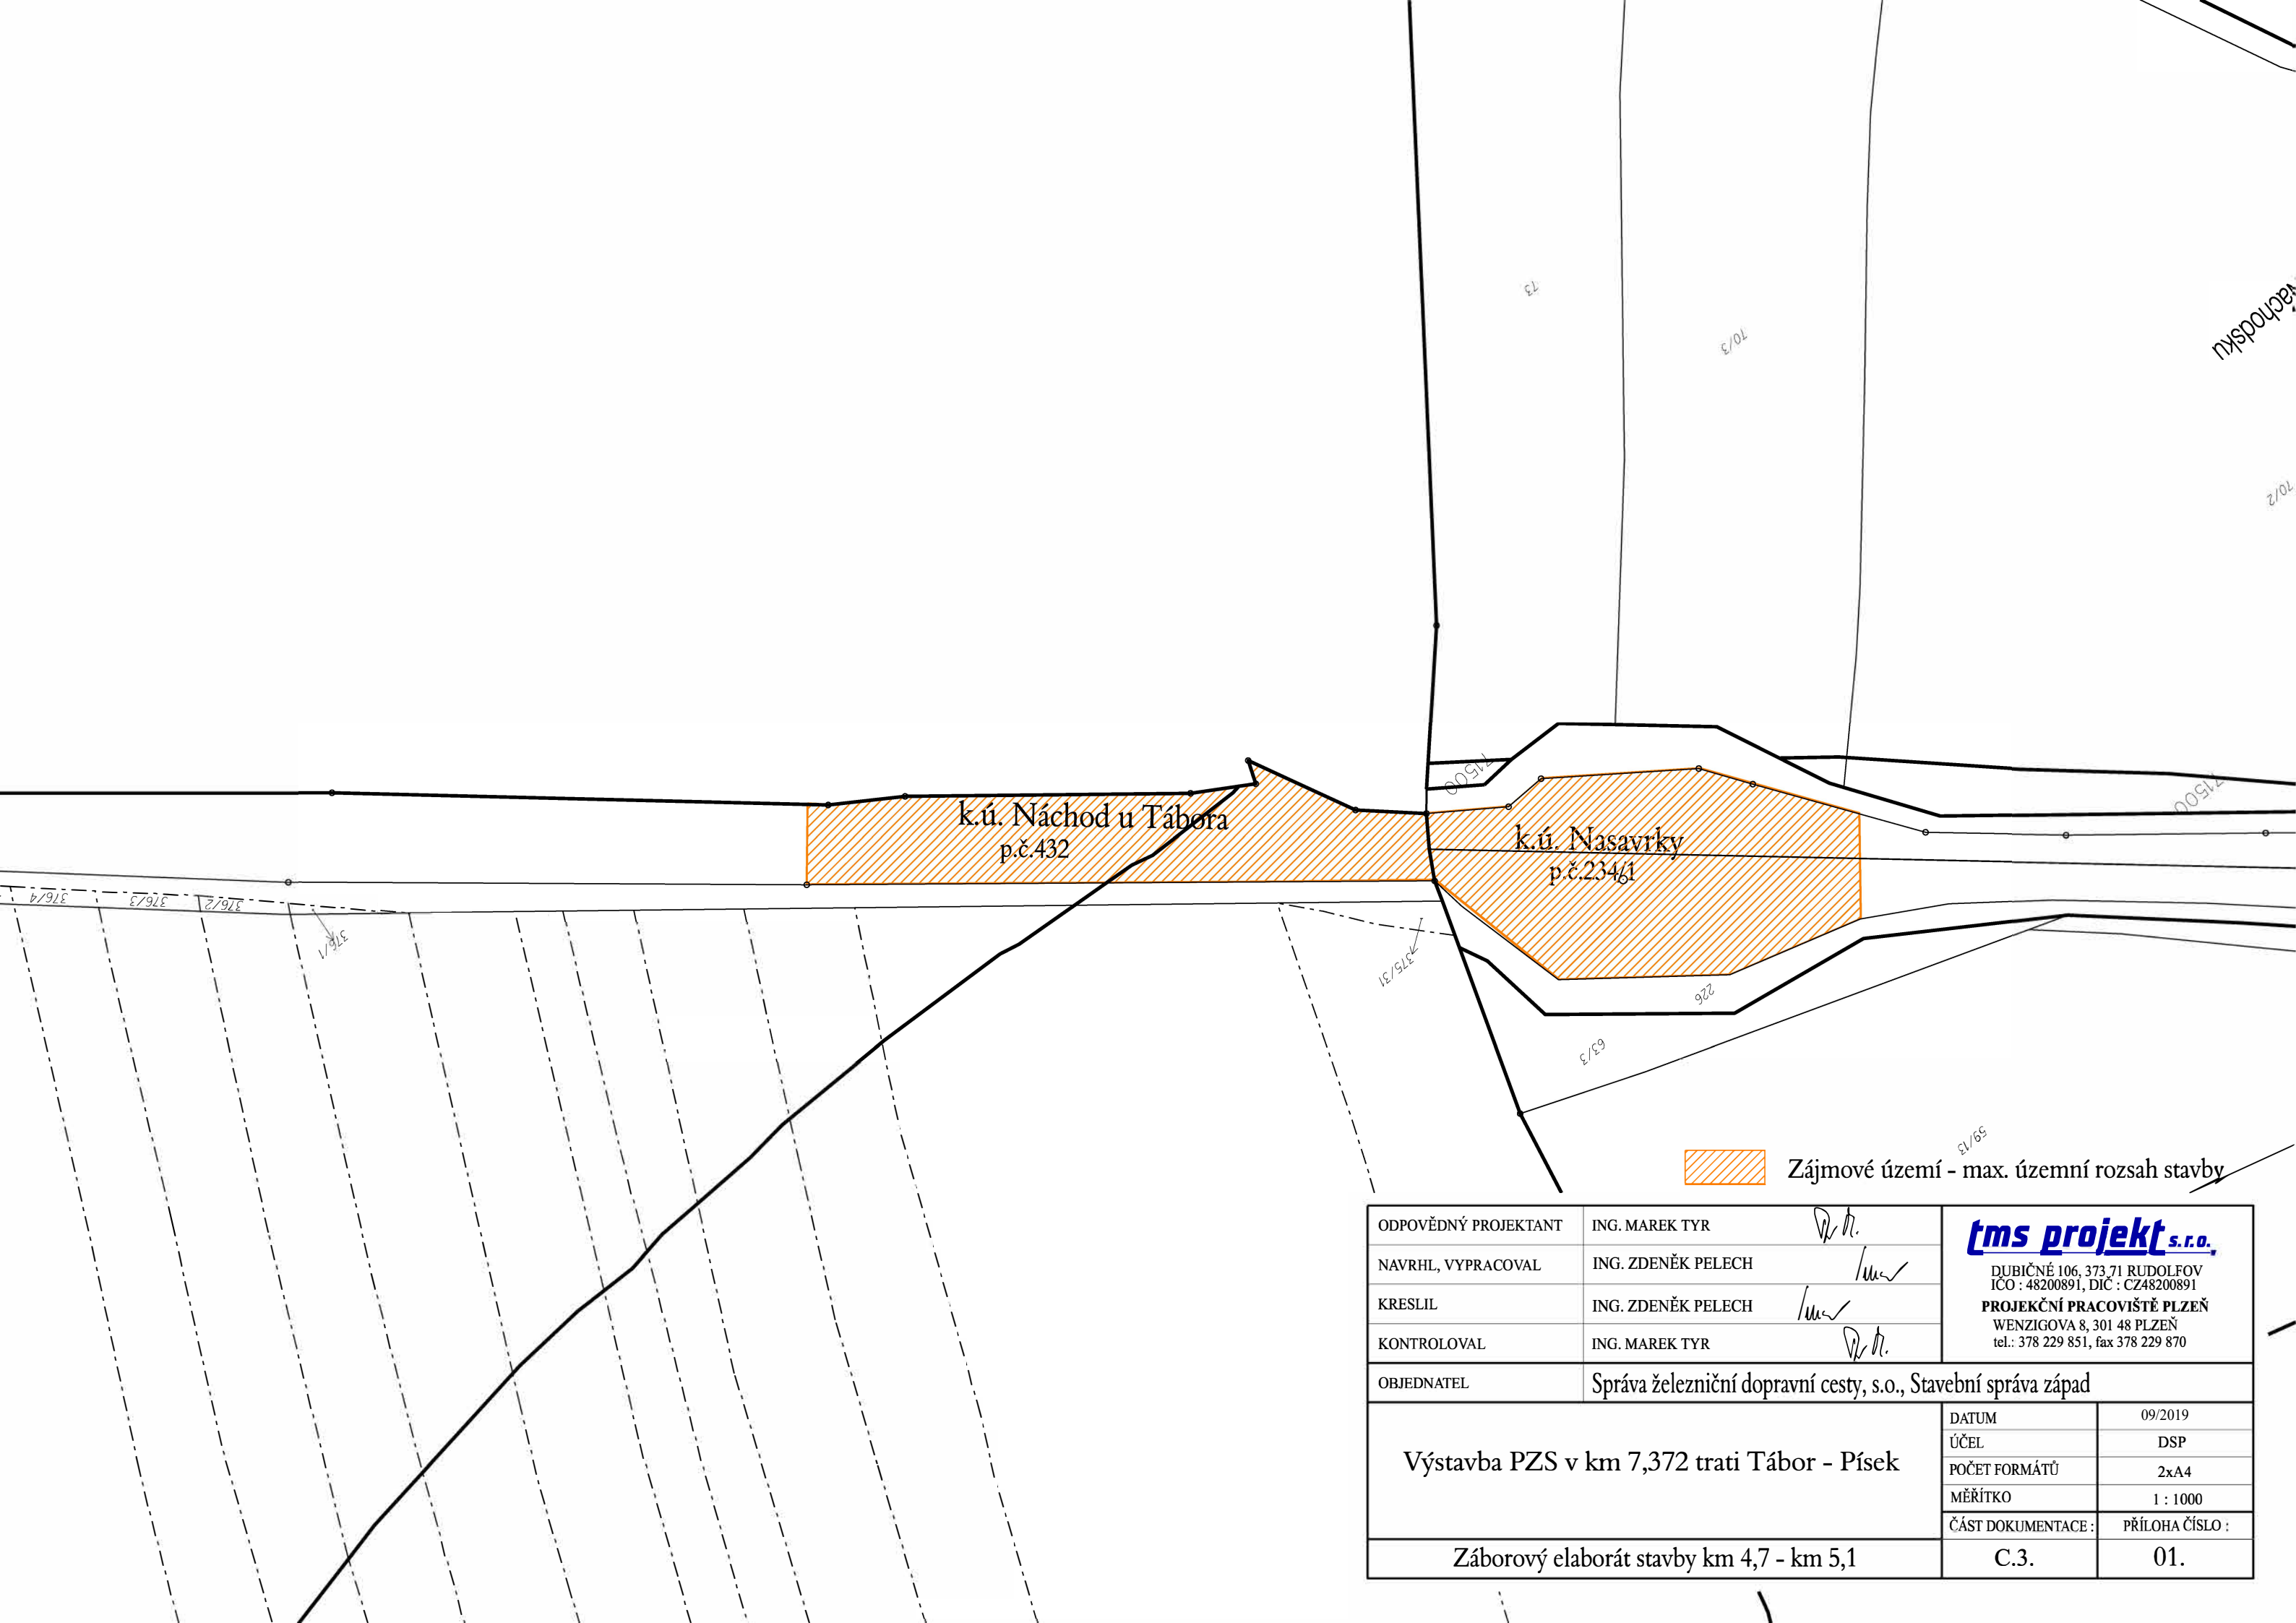 73
70/3
Náchodsku
70/2
71500
71500
k.ú. Náchod u Tábora
p.č.432
k.ú. Nasavrky
p.č.234/1
376/4
376/3
376/2
376/1
375/31
226
63/3
59/13
Zájmové území - max. územní rozsah stavby
ODPOVĚDNÝ PROJEKTANT ING. MAREK TYR
NAVRHL, VYPRACOVAL ING. ZDENĚK PELECH
KRESLIL ING. ZDENĚK PELECH
KONTROLOVAL ING. MAREK TYR
tms projekt s.r.o.
DUBIČNÉ 106, 373 71 RUDOLFOV
IČO : 48200891, DIČ : CZ48200891
PROJEKČNÍ PRACOVIŠTĚ PLZEŇ
WENZIGOVA 8, 301 48 PLZEŇ
tel.: 378 229 851, fax 378 229 870
OBJEDNATEL Správa železniční dopravní cesty, s.o., Stavební správa západ
Výstavba PZS v km 7,372 trati Tábor - Písek
DATUM 09/2019
ÚČEL DSP
POČET FORMÁTŮ 2xA4
MĚŘÍTKO 1 : 1000
ČÁST DOKUMENTACE : PŘÍLOHA ČÍSLO :
Záborový elaborát stavby km 4,7 - km 5,1 C.3. 01.